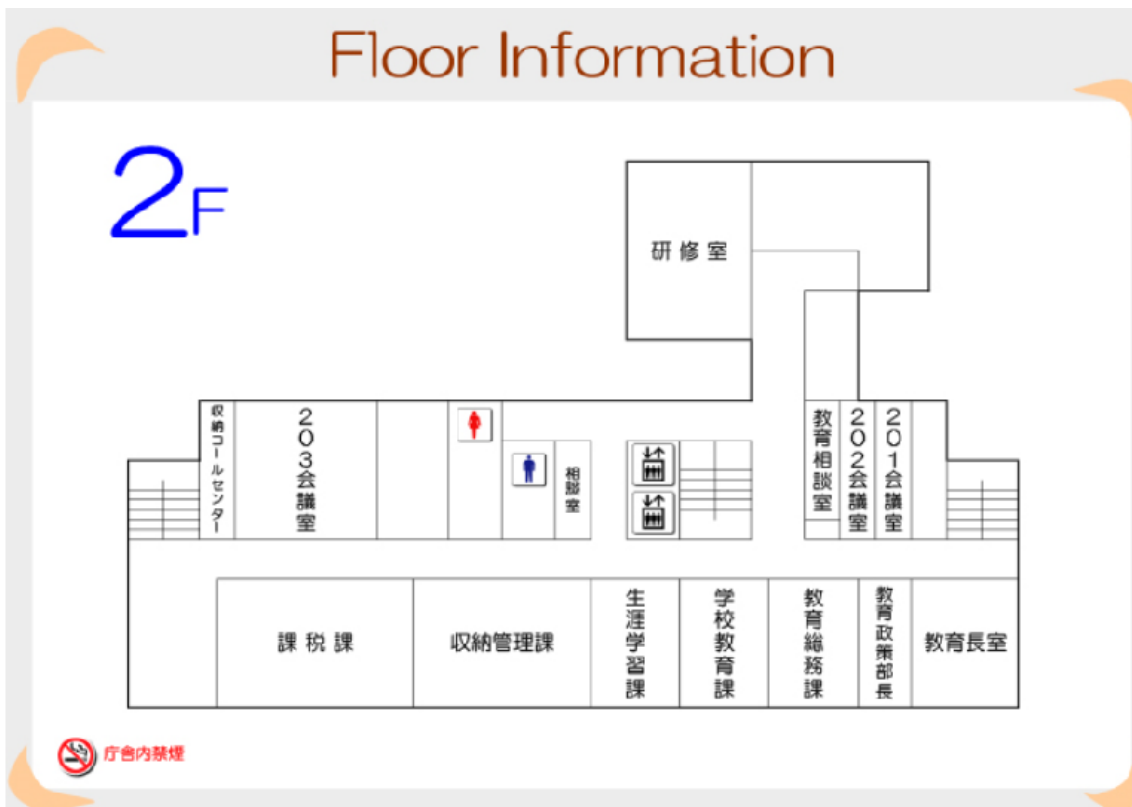 Floor Information
2F
研修室
収納コールセンター
203会議室
相談室
教育相談室
202会議室
201会議室
課税課
収納管理課
生涯学習課
学校教育課
教育総務課
教育政策部長
教育長室
庁舎内禁煙